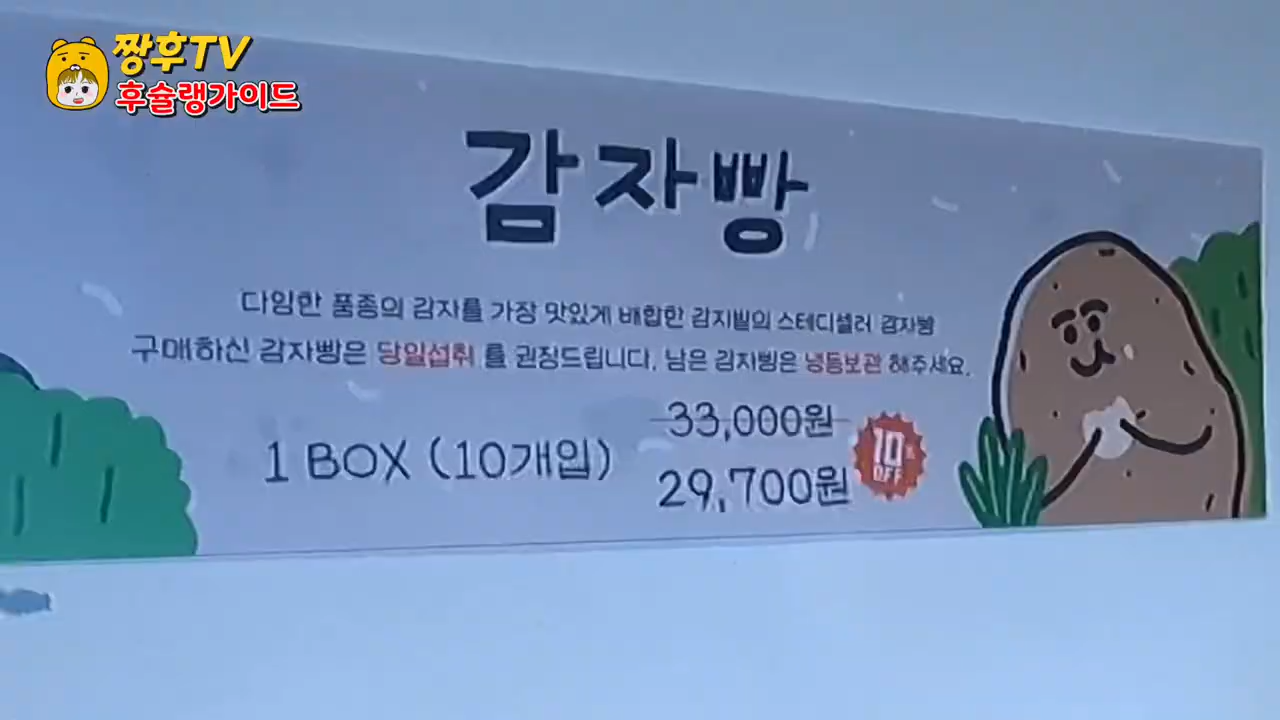 짱후TV
후슐랭가이드
감자빵
다양한 품종의 감자를 가장 맛있게 배합한 감자밭의 스테디셀러 감자빵
구매하신 감자빵은 당일섭취 를 권장드립니다. 남은 감자빵은 냉동보관 해주세요.
33,000원
1 BOX (10개입)
10% OFF
29,700원